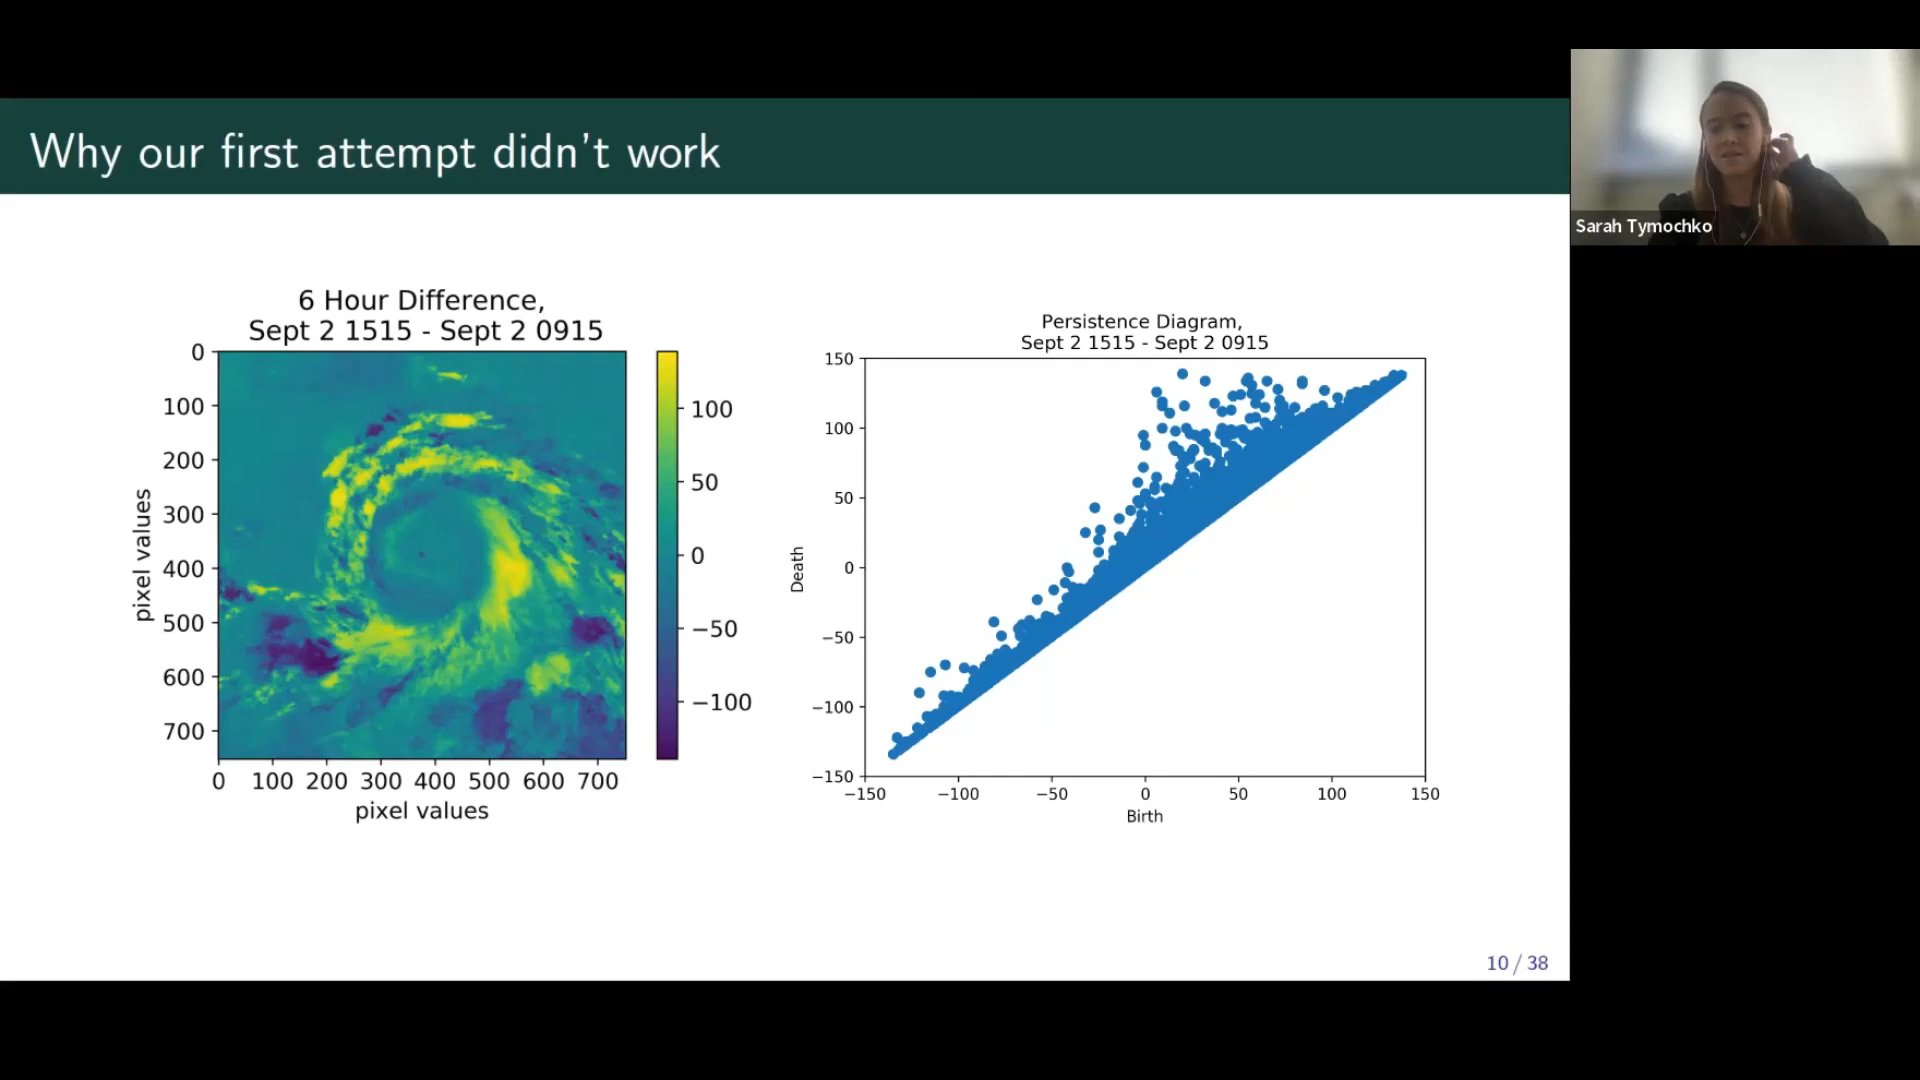 Why our first attempt didn't work
Sarah Tymochko
6 Hour Difference,
Sept 2 1515 - Sept 2 0915
0
100
200
300
400
500
600
700
pixel values
0 100 200 300 400 500 600 700
pixel values
100
50
0
−50
−100
Persistence Diagram,
Sept 2 1515 - Sept 2 0915
150
100
50
0
−50
−100
−150
Death
−150 −100 −50 0 50 100 150
Birth
10 / 38